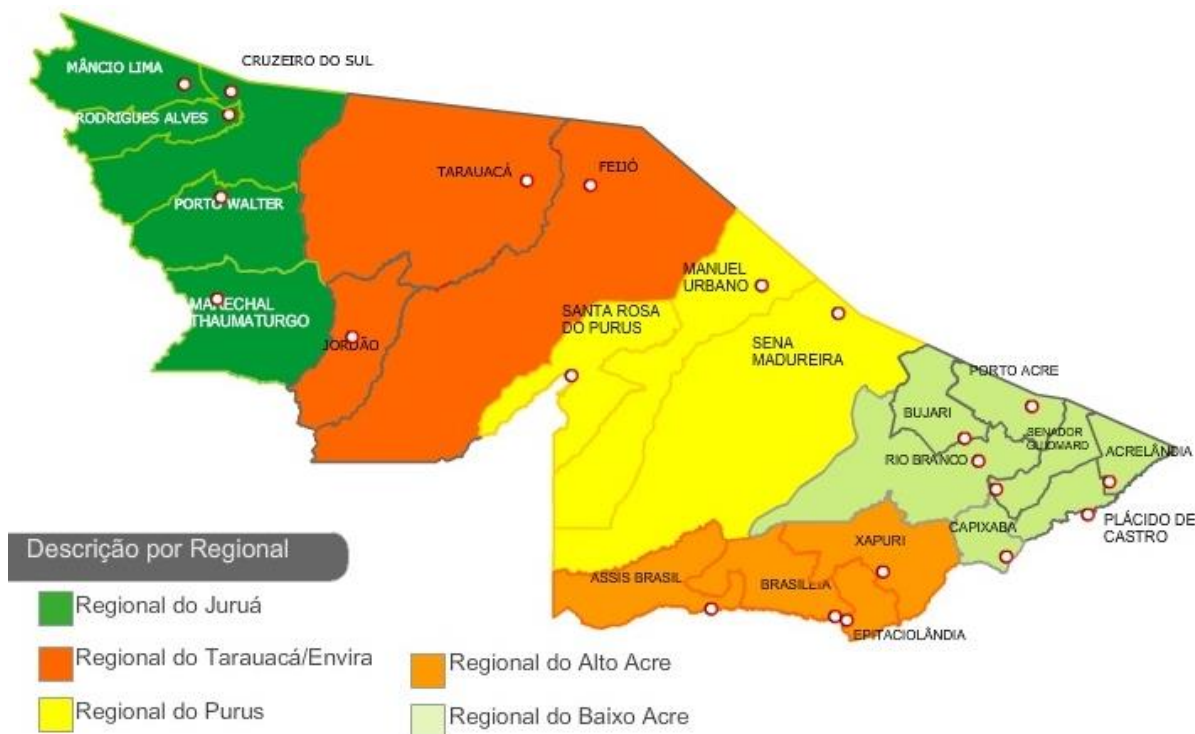 MÂNCIO LIMA
CRUZEIRO DO SUL
RODRIGUES ALVES
PORTO WALTER
MARECHAL
THAUMATURGO
TARAUACÁ
FEIJÓ
JORDÃO
MANUEL
URBANO
SANTA ROSA
DO PURUS
SENA
MADUREIRA
PORTO ACRE
BUJARI
SENADOR
GUIOMARD
RIO BRANCO
ACRELÂNDIA
PLÁCIDO DE
CASTRO
CAPIXABA
XAPURI
ASSIS BRASIL
BRASILEIA
EPITACIOLÂNDIA
Descrição por Regional
Regional do Juruá
Regional do Tarauacá/Envira
Regional do Purus
Regional do Alto Acre
Regional do Baixo Acre